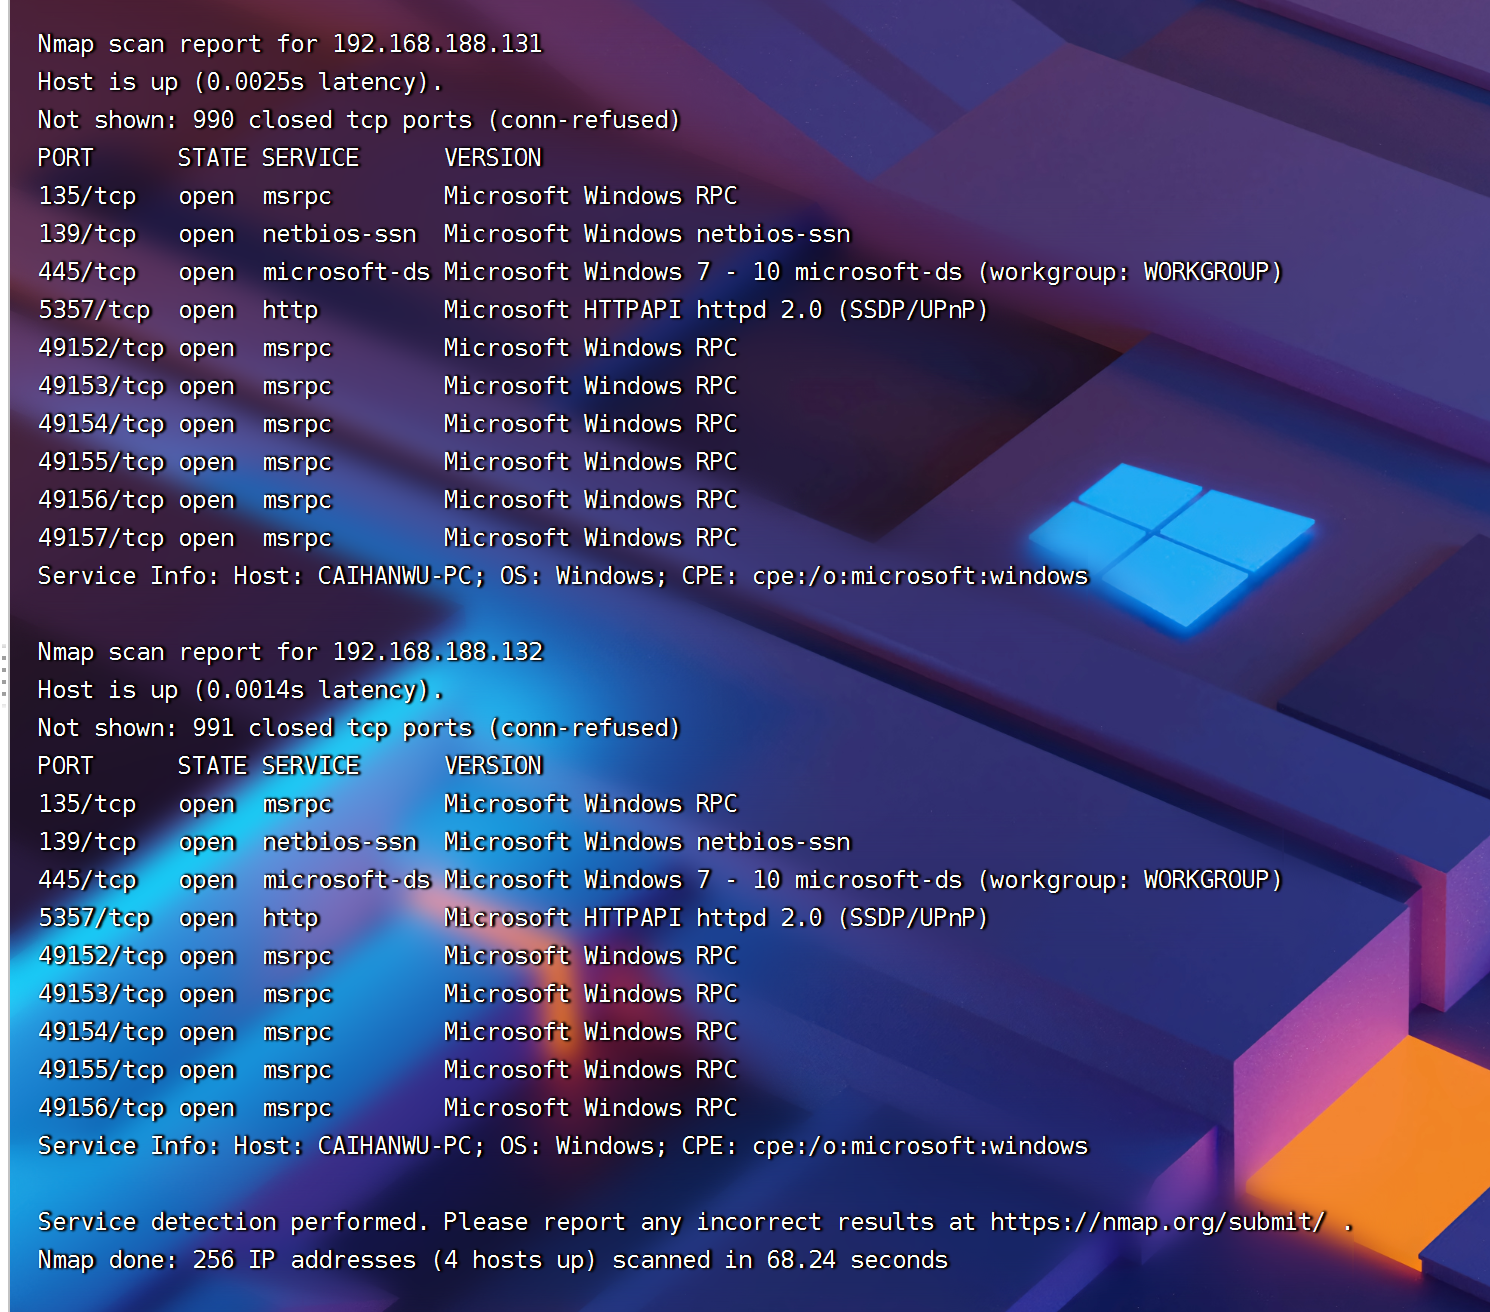 Nmap scan report for 192.168.188.131
Host is up (0.0025s latency).
Not shown: 990 closed tcp ports (conn-refused)
PORT      STATE SERVICE      VERSION
135/tcp   open  msrpc        Microsoft Windows RPC
139/tcp   open  netbios-ssn  Microsoft Windows netbios-ssn
445/tcp   open  microsoft-ds Microsoft Windows 7 - 10 microsoft-ds (workgroup: WORKGROUP)
5357/tcp  open  http         Microsoft HTTPAPI httpd 2.0 (SSDP/UPnP)
49152/tcp open  msrpc        Microsoft Windows RPC
49153/tcp open  msrpc        Microsoft Windows RPC
49154/tcp open  msrpc        Microsoft Windows RPC
49155/tcp open  msrpc        Microsoft Windows RPC
49156/tcp open  msrpc        Microsoft Windows RPC
49157/tcp open  msrpc        Microsoft Windows RPC
Service Info: Host: CAIHANWU-PC; OS: Windows; CPE: cpe:/o:microsoft:windows

Nmap scan report for 192.168.188.132
Host is up (0.0014s latency).
Not shown: 991 closed tcp ports (conn-refused)
PORT      STATE SERVICE      VERSION
135/tcp   open  msrpc        Microsoft Windows RPC
139/tcp   open  netbios-ssn  Microsoft Windows netbios-ssn
445/tcp   open  microsoft-ds Microsoft Windows 7 - 10 microsoft-ds (workgroup: WORKGROUP)
5357/tcp  open  http         Microsoft HTTPAPI httpd 2.0 (SSDP/UPnP)
49152/tcp open  msrpc        Microsoft Windows RPC
49153/tcp open  msrpc        Microsoft Windows RPC
49154/tcp open  msrpc        Microsoft Windows RPC
49155/tcp open  msrpc        Microsoft Windows RPC
49156/tcp open  msrpc        Microsoft Windows RPC
Service Info: Host: CAIHANWU-PC; OS: Windows; CPE: cpe:/o:microsoft:windows

Service detection performed. Please report any incorrect results at https://nmap.org/submit/ .
Nmap done: 256 IP addresses (4 hosts up) scanned in 68.24 seconds